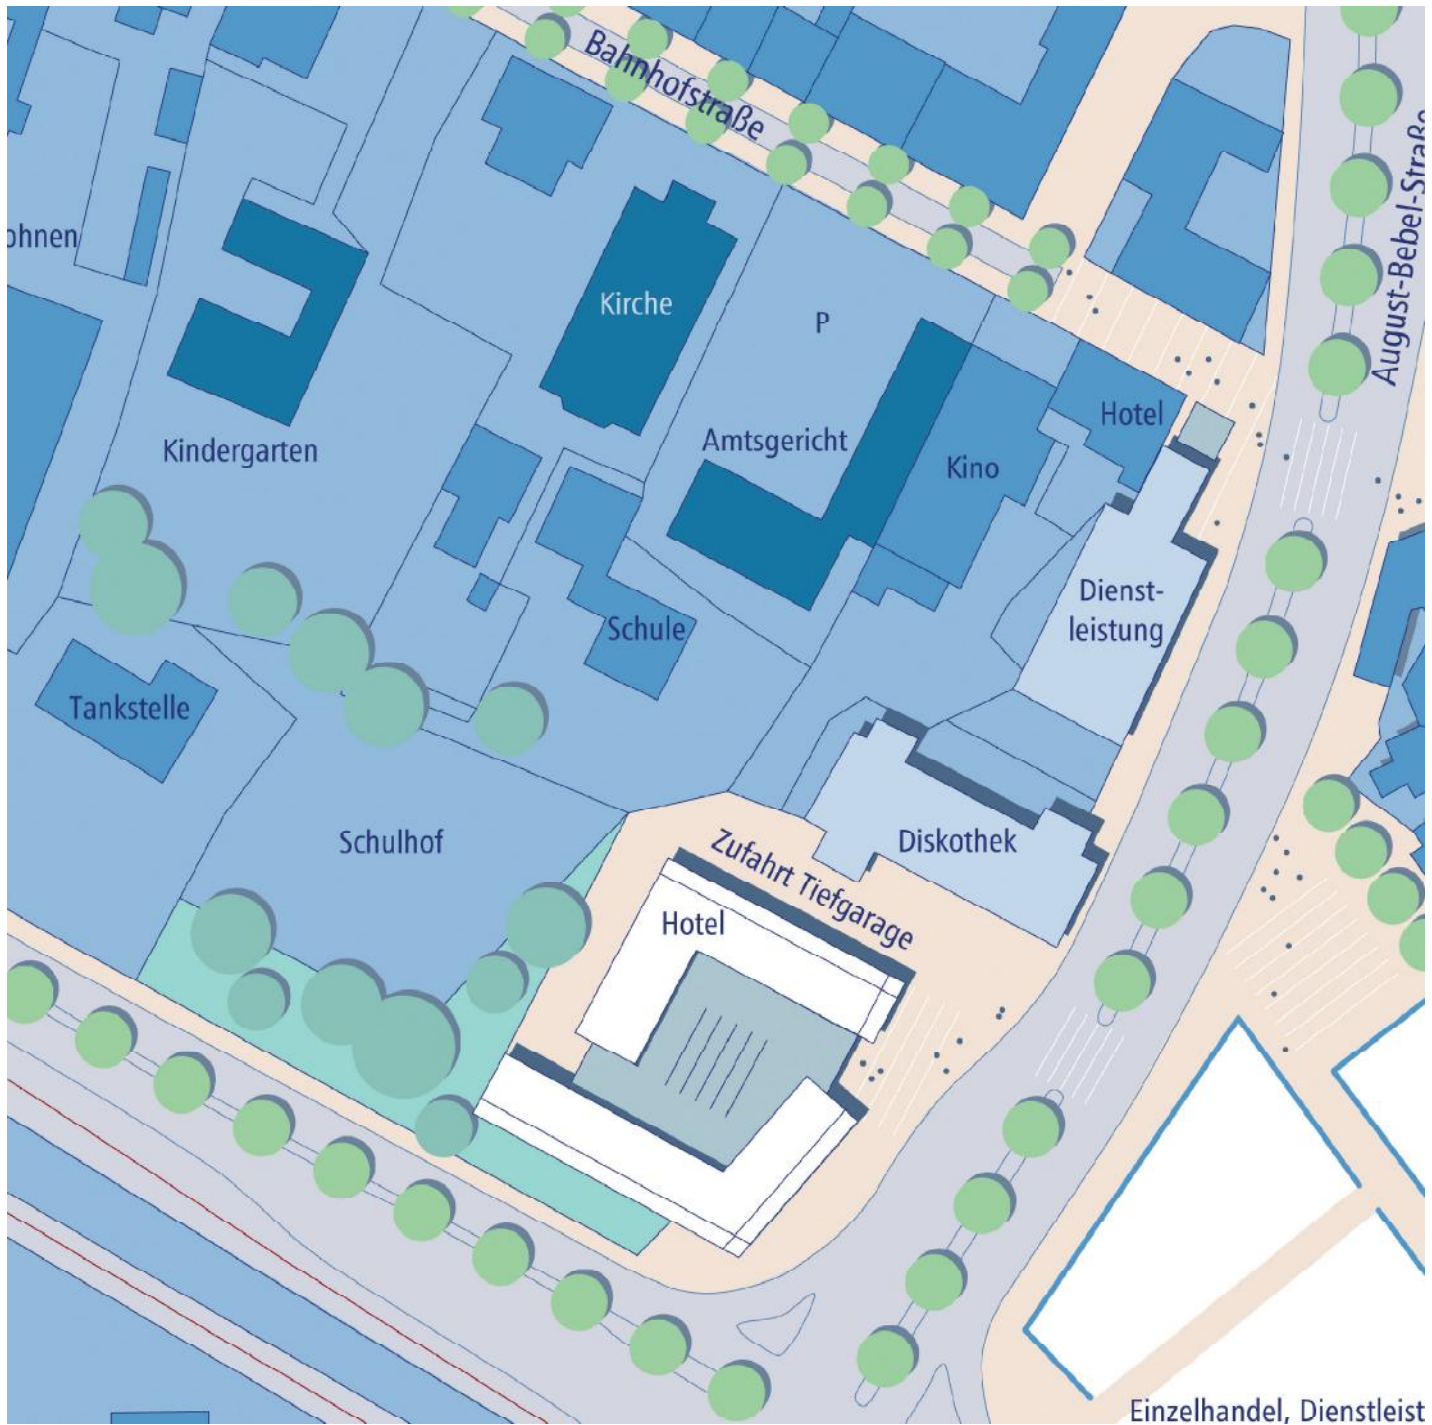 Bahnhofstraße
August-Bebel-Straße
ohnen
Kirche
P
Hotel
Kindergarten
Amtsgericht
Kino
Dienst-
leistung
Schule
Tankstelle
Schulhof
Diskothek
Zufahrt Tiefgarage
Hotel
Einzelhandel, Dienstleist